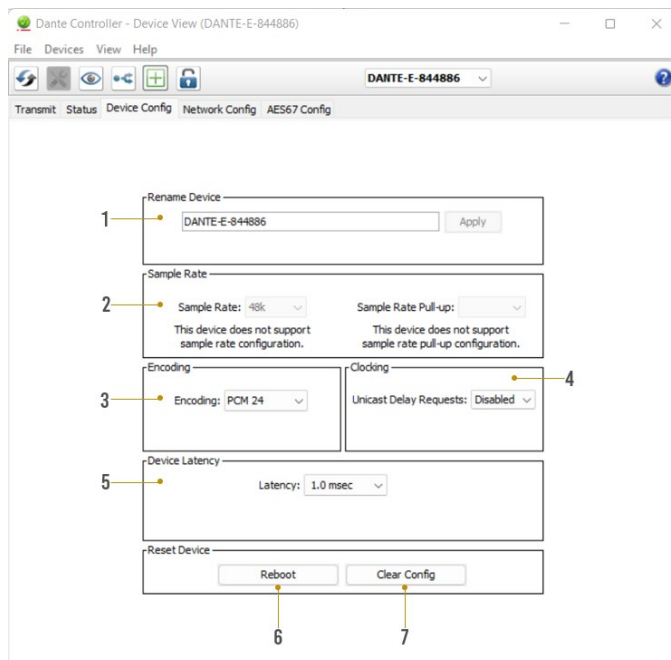 Dante Controller - Device View (DANTE-E-844886)
File Devices View Help
DANTE-E-844886
Transmit Status Device Config Network Config AES67 Config
Rename Device
1
DANTE-E-844886 Apply
Sample Rate
2
Sample Rate: 48k Sample Rate Pull-up:
This device does not support This device does not support
sample rate configuration. sample rate pull-up configuration.
Encoding Clocking
4
3
Encoding: PCM 24 Unicast Delay Requests: Disabled
Device Latency
5
Latency: 1.0 msec
Reset Device
Reboot Clear Config
6 7